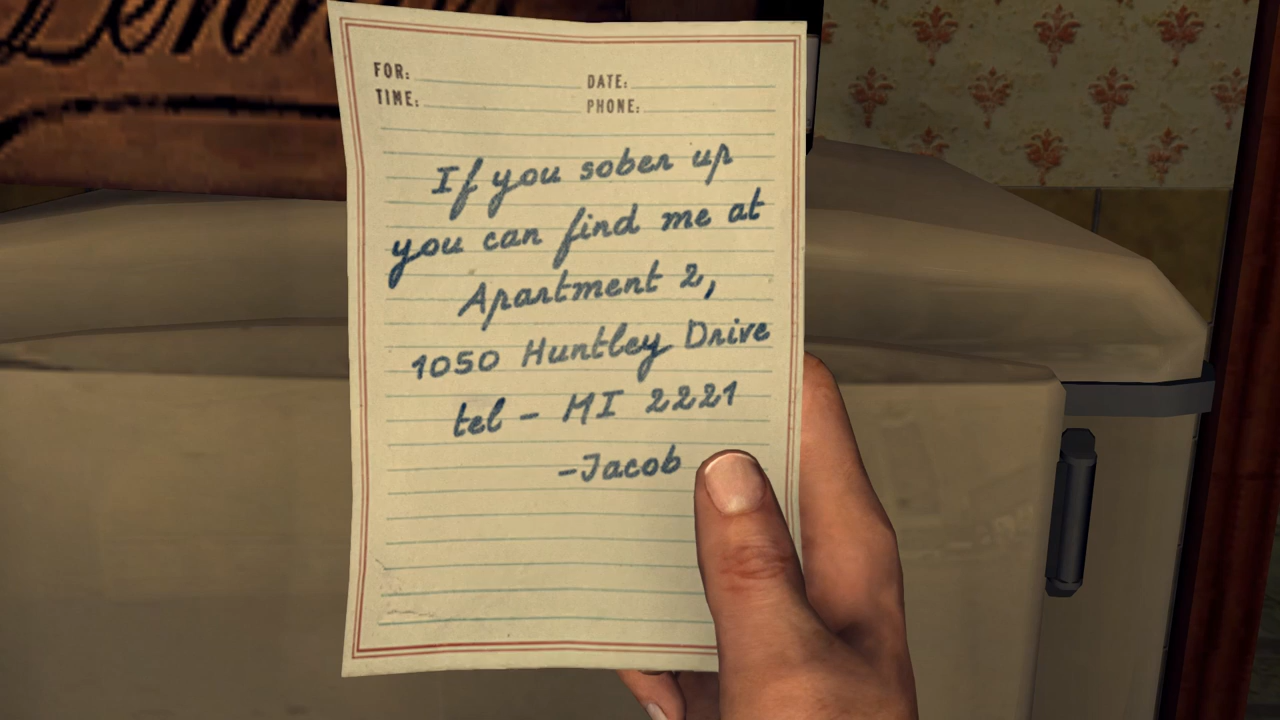 FOR:
DATE:
TIME:
PHONE:
If you sober up
you can find me at
Apartment 2,
1050 Huntley Drive
tel - MI 2221
-Jacob